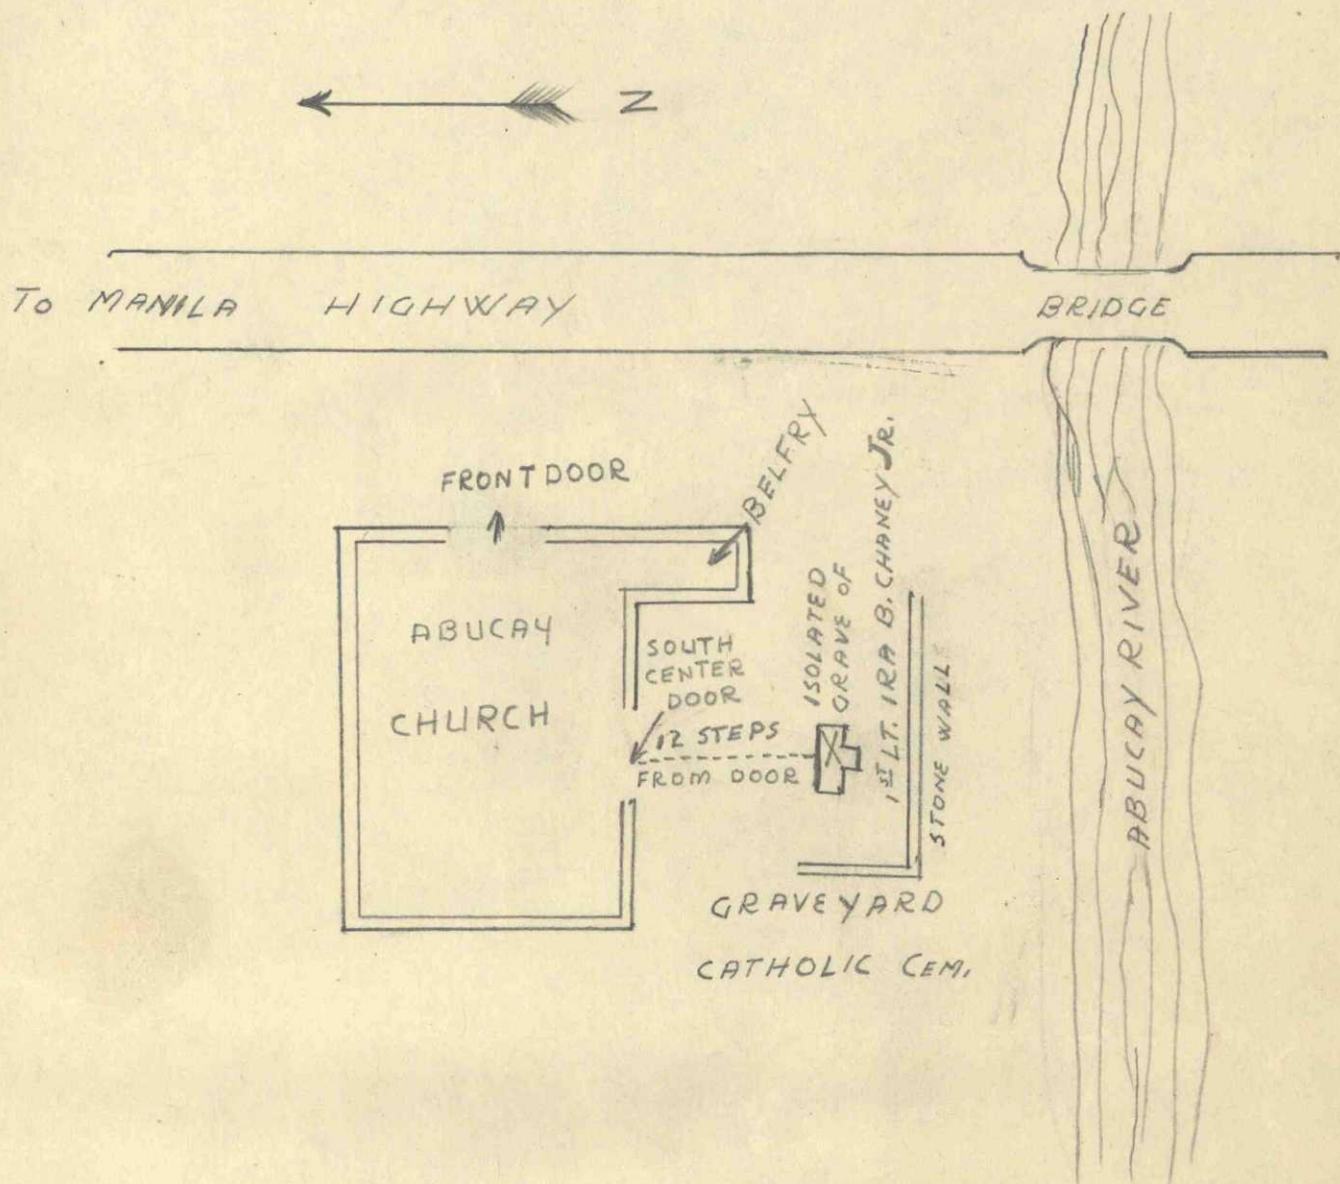 N
To MANILA HIGHWAY
BRIDGE
FRONT DOOR
BELFRY
ABUCAY
CHURCH
SOUTH
CENTER
DOOR
12 STEPS
FROM DOOR
ISOLATED
GRAVE OF
1ST LT. IRA B. CHANEY JR.
STONE WALL
ABUCAY RIVER
GRAVEYARD
CATHOLIC CEM.